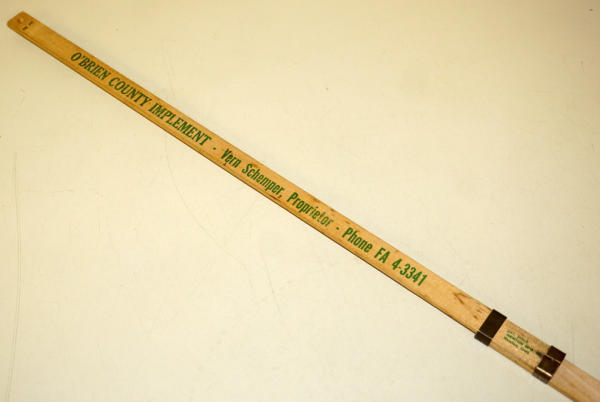 O'BRIEN COUNTY IMPLEMENT - Vern Schemper, Proprietor - Phone FA 4-3341